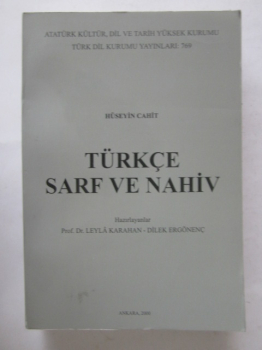 ATATÜRK KÜLTÜR, DİL VE TARİH YÜKSEK KURUMU
TÜRK DİL KURUMU YAYINLARI: 769
HÜSEYİN CAHİT
TÜRKÇE
SARF VE NAHİV
Hazırlayanlar
Prof. Dr. LEYLÂ KARAHAN - DİLEK ERGÖNENÇ
ANKARA, 2000